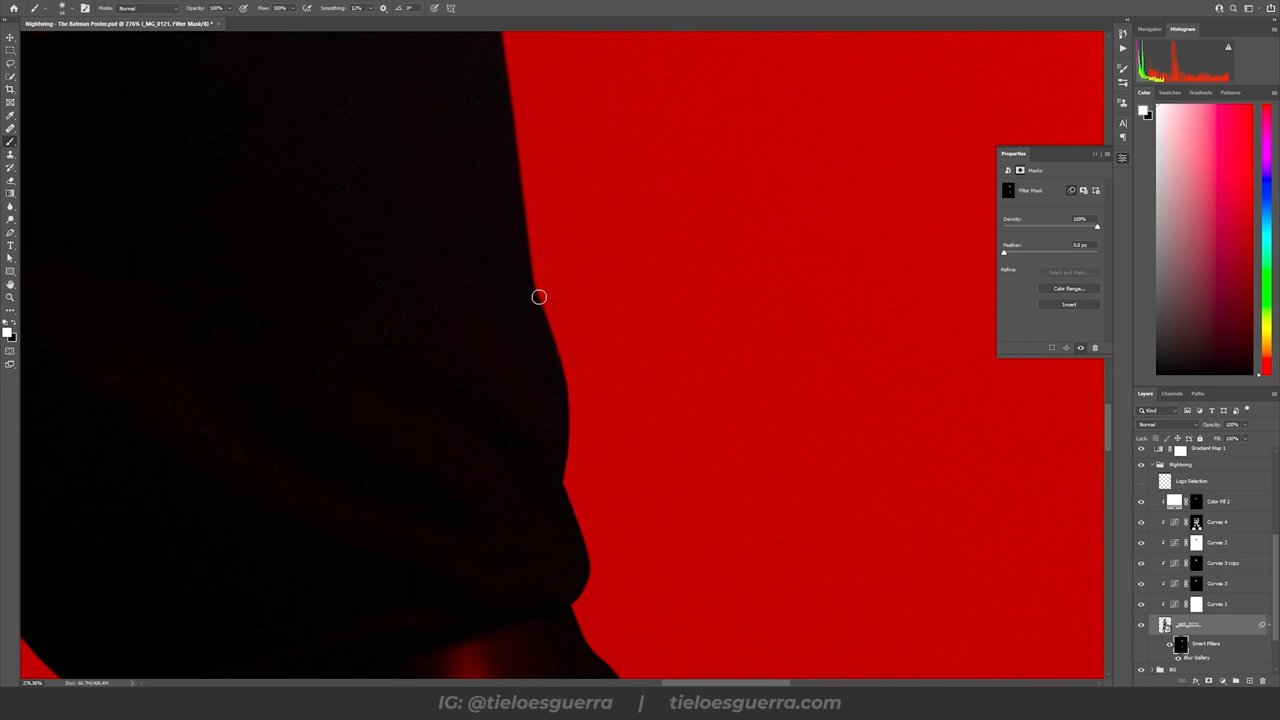 Mode: Normal Opacity: 100% Flow: 100% Smoothing: 12% 0°
Nightwing - The Batman Poster.psd @ 276% (_MG_0121, Filter Mask/8) *
Navigator Histogram
Color Swatches Gradients Patterns
Properties
Masks
Filter Mask
Density: 100%
Feather: 0.0 px
Refine: Select and Mask...
Color Range...
Invert
Layers Channels Paths
Kind
Normal Opacity: 100%
Lock: Fill: 100%
Gradient Map 1
Nightwing
Logo Selection
Color Fill 2
Curves 4
Curves 2
Curves 3 copy
Curves 3
Curves 1
_MG_0121
Smart Filters
Blur Gallery
BG
276.36% Doc: 66.7M/406.4M
IG: @tieloesguerra | tieloesguerra.com